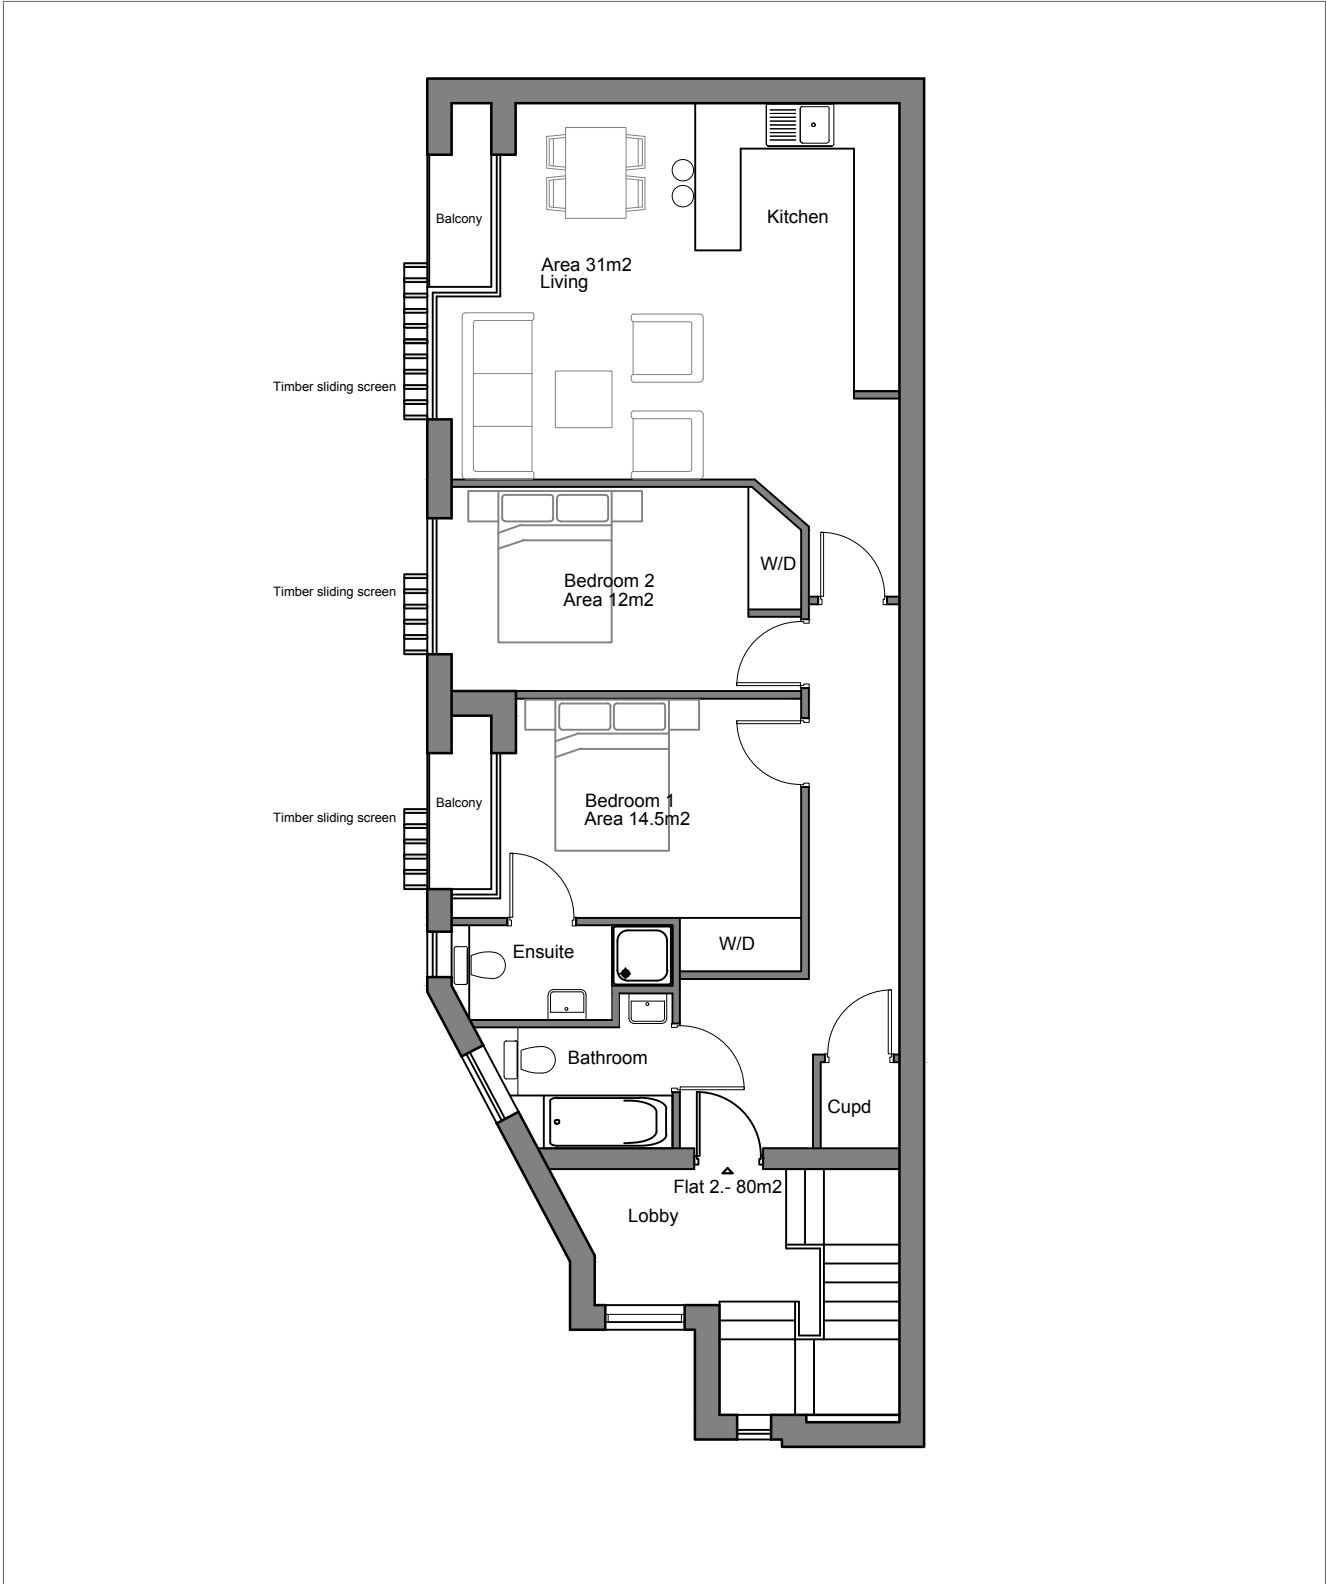 Balcony
Kitchen
Area 31m2
Living
Timber sliding screen
W/D
Bedroom 2
Area 12m2
Timber sliding screen
Balcony
Bedroom 1
Area 14.5m2
Timber sliding screen
Ensuite
W/D
Bathroom
Cupd
Flat 2.- 80m2
Lobby